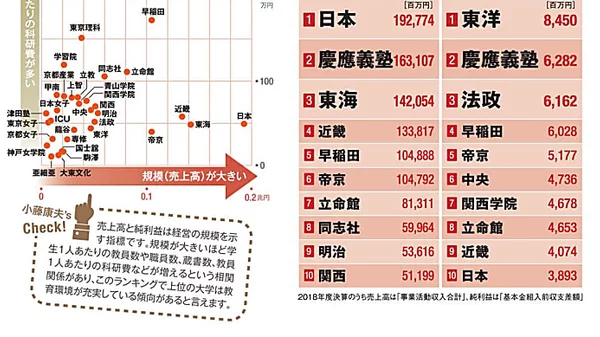 たりの科研費が多い
万円
100
0
早稲田
東京理科
学習院
同志社
立命館
京都産業
立教
甲南
上智
青山学院
関西学院
日本女子
中央
関西
津田塾
ICU
明治
東京女子
法政
近畿
東海
日本
龍谷
東洋
京都女子
専修
帝京
神戸女学院
国士舘
駒澤
亜細亜
大東文化
規模(売上高)が大きい
0
0.1
0.2兆円
小藤康夫's
Check!
売上高と純利益は経営の規模を示
す指標です。規模が大きいほど学
生1人あたりの教員数や職員数、蔵書数、教員
1人あたりの科研費などが増えるという相関
関係があり、このランキングで上位の大学は教
育環境が充実している傾向があると言えます。
[百万円]
1 日本 192,774
2 慶應義塾 163,107
3 東海 142,054
4 近畿 133,817
5 早稲田 104,888
6 帝京 104,792
7 立命館 81,311
8 同志社 59,964
9 明治 53,616
10 関西 51,199
[百万円]
1 東洋 8,450
2 慶應義塾 6,282
3 法政 6,162
4 早稲田 6,028
5 帝京 5,177
6 中央 4,736
7 関西学院 4,678
8 立命館 4,653
9 近畿 4,074
10 日本 3,893
2018年度決算のうち売上高は「事業活動収入合計」、純利益は「基本金組入前収支差額」